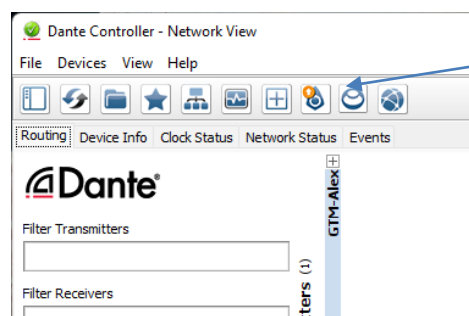 Dante Controller - Network View
File Devices View Help
Routing Device Info Clock Status Network Status Events
Dante®
Filter Transmitters
GTM-Alex
(1)
Filter Receivers